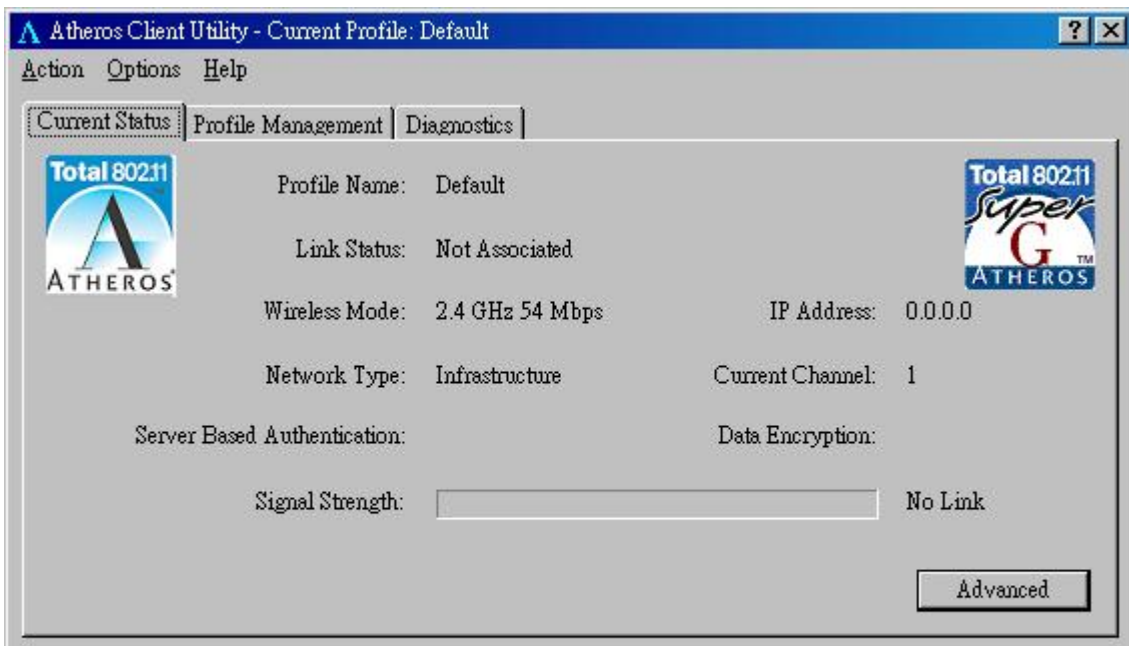 Atheros Client Utility - Current Profile: Default
? ×
Action Options Help
Current Status Profile Management Diagnostics
Total 802.11
ATHEROS®
Total 802.11
Super
G™
ATHEROS
Profile Name: Default
Link Status: Not Associated
Wireless Mode: 2.4 GHz 54 Mbps IP Address: 0.0.0.0
Network Type: Infrastructure Current Channel: 1
Server Based Authentication: Data Encryption:
Signal Strength: No Link
Advanced